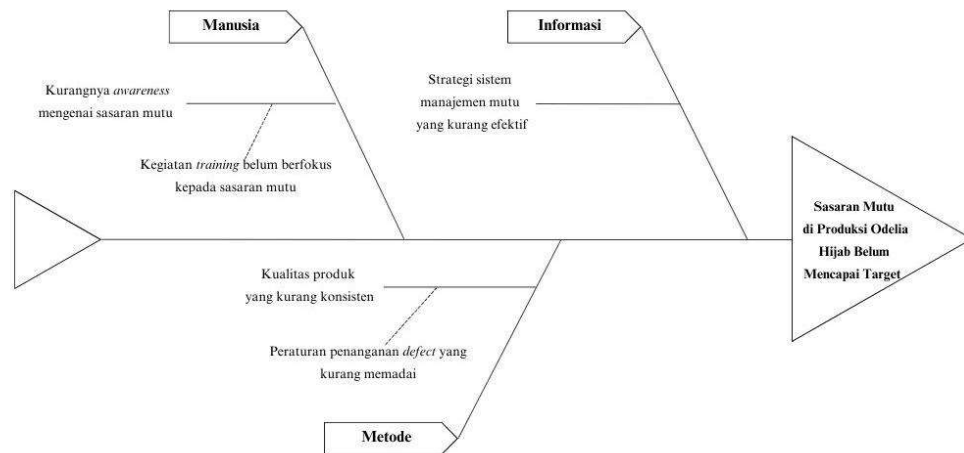 Manusia
Informasi
Kurangnya awareness
mengenai sasaran mutu
Kegiatan training belum berfokus
kepada sasaran mutu
Strategi sistem
manajemen mutu
yang kurang efektif
Sasaran Mutu
di Produksi Odelia
Hijab Belum
Mencapai Target
Kualitas produk
yang kurang konsisten
Peraturan penanganan defect yang
kurang memadai
Metode